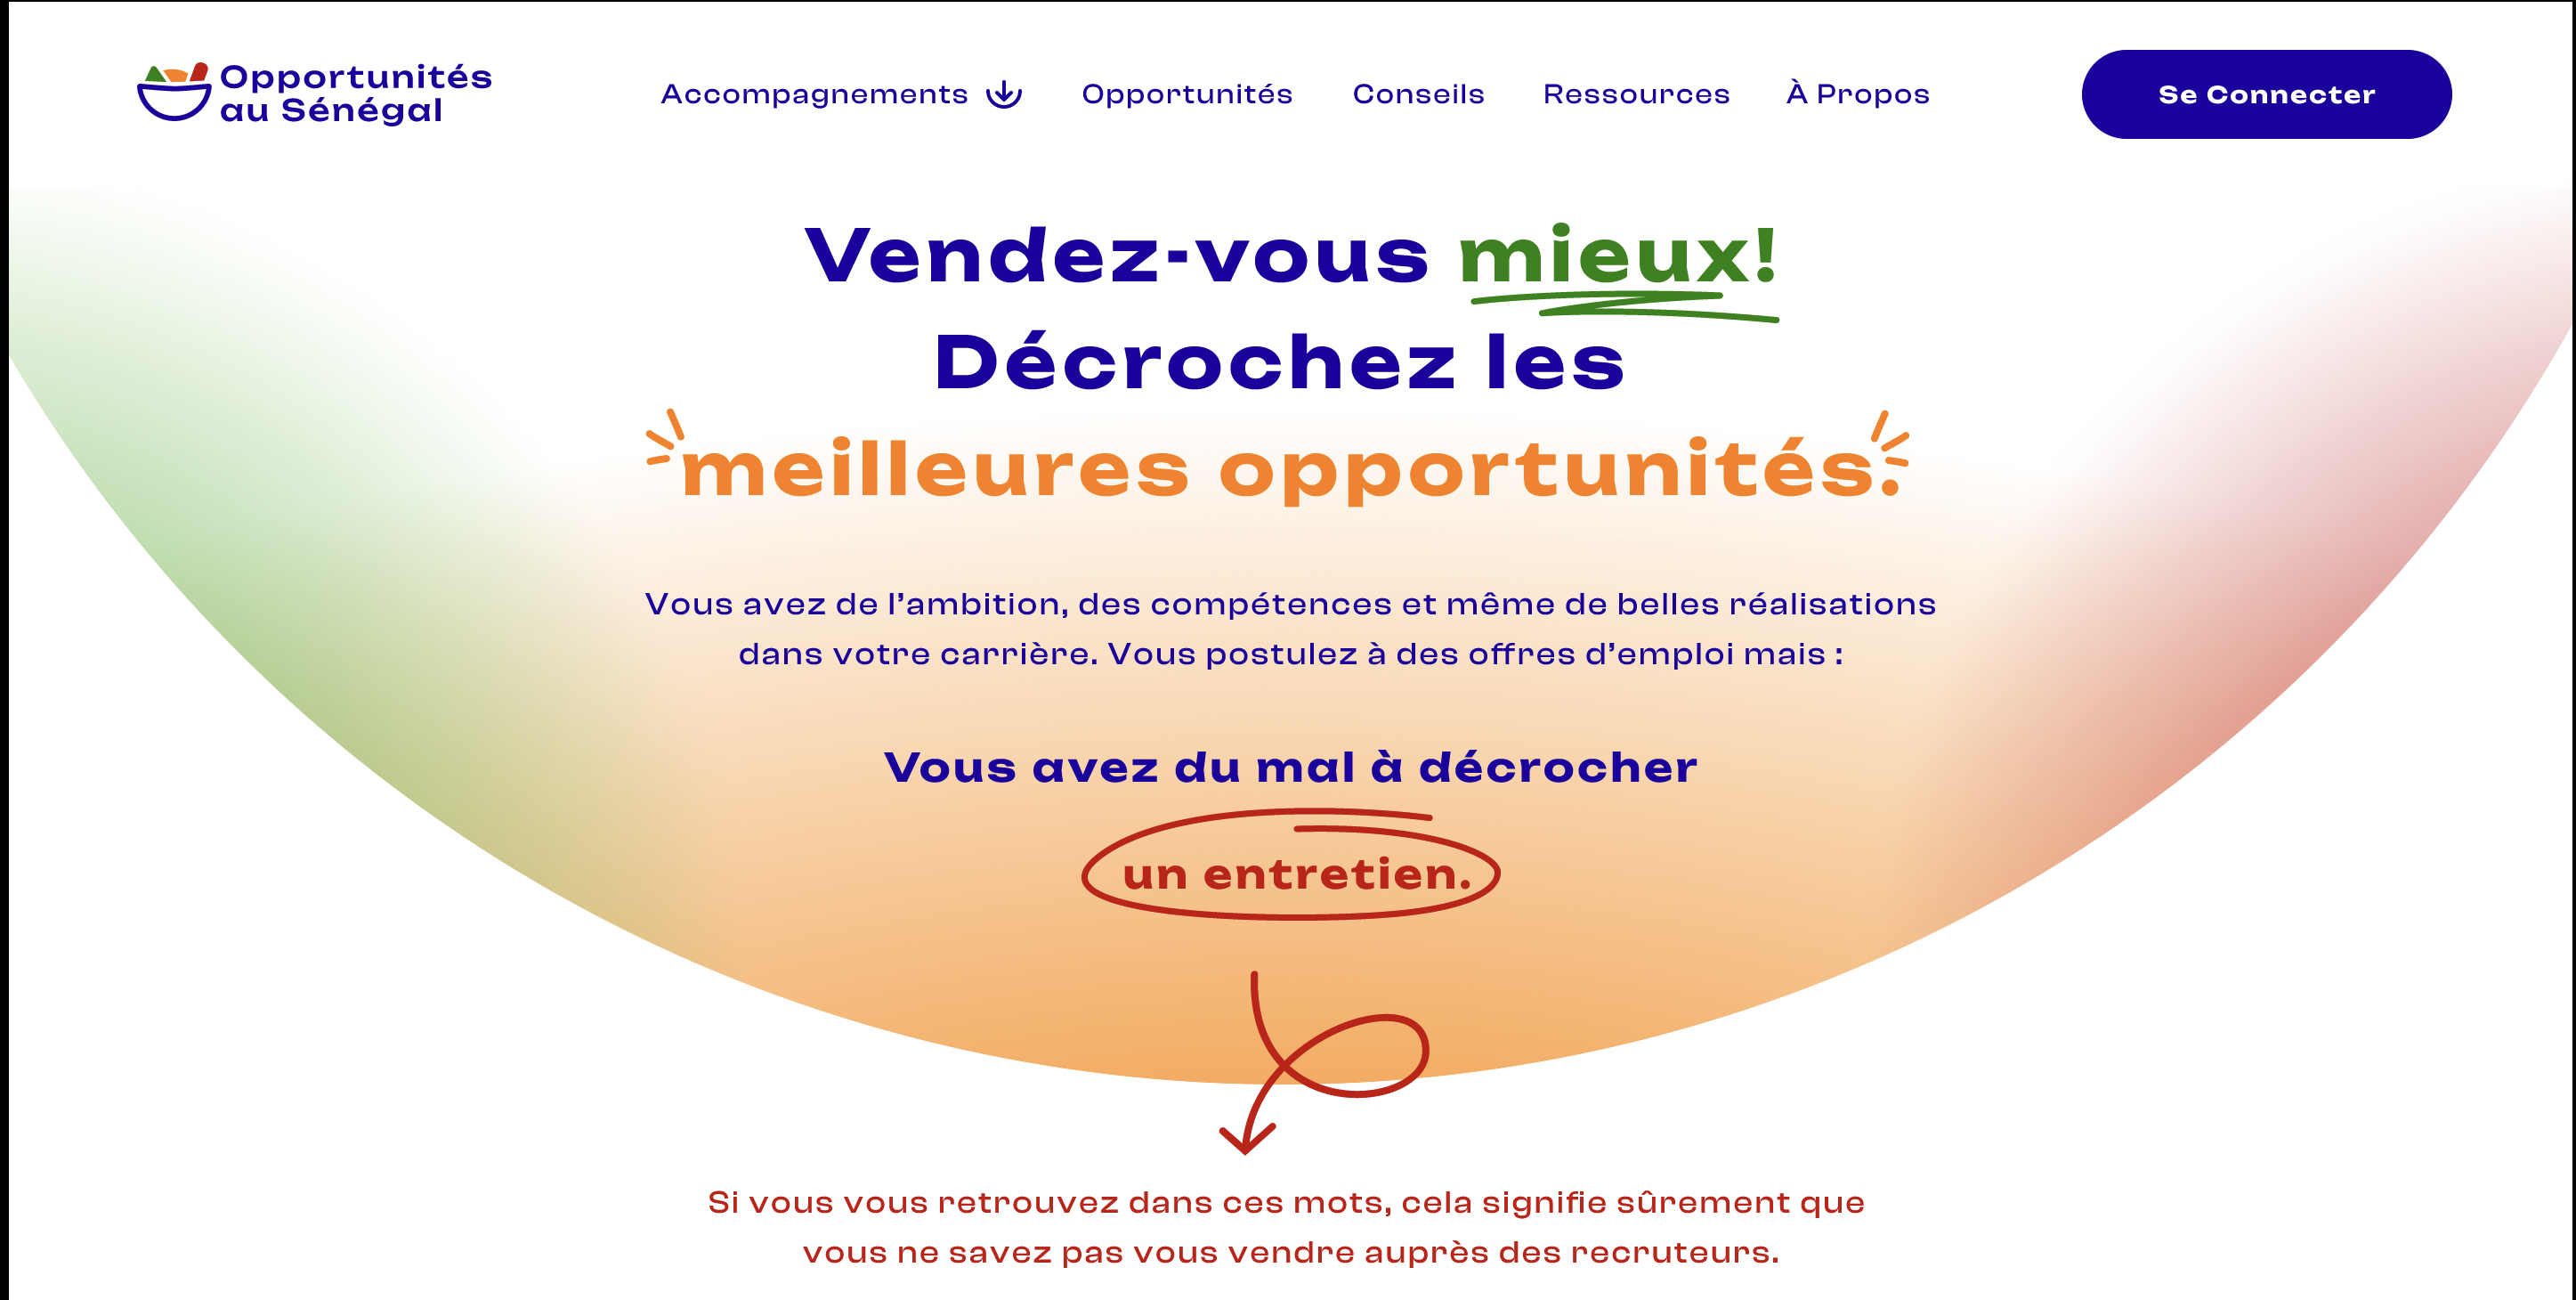 Opportunités
au Sénégal
Accompagnements
Opportunités
Conseils
Ressources
À Propos
Se Connecter
Vendez-vous mieux!
Décrochez les
meilleures opportunités.
Vous avez de l’ambition, des compétences et même de belles réalisations
dans votre carrière. Vous postulez à des offres d’emploi mais :
Vous avez du mal à décrocher
un entretien.
Si vous vous retrouvez dans ces mots, cela signifie sûrement que
vous ne savez pas vous vendre auprès des recruteurs.